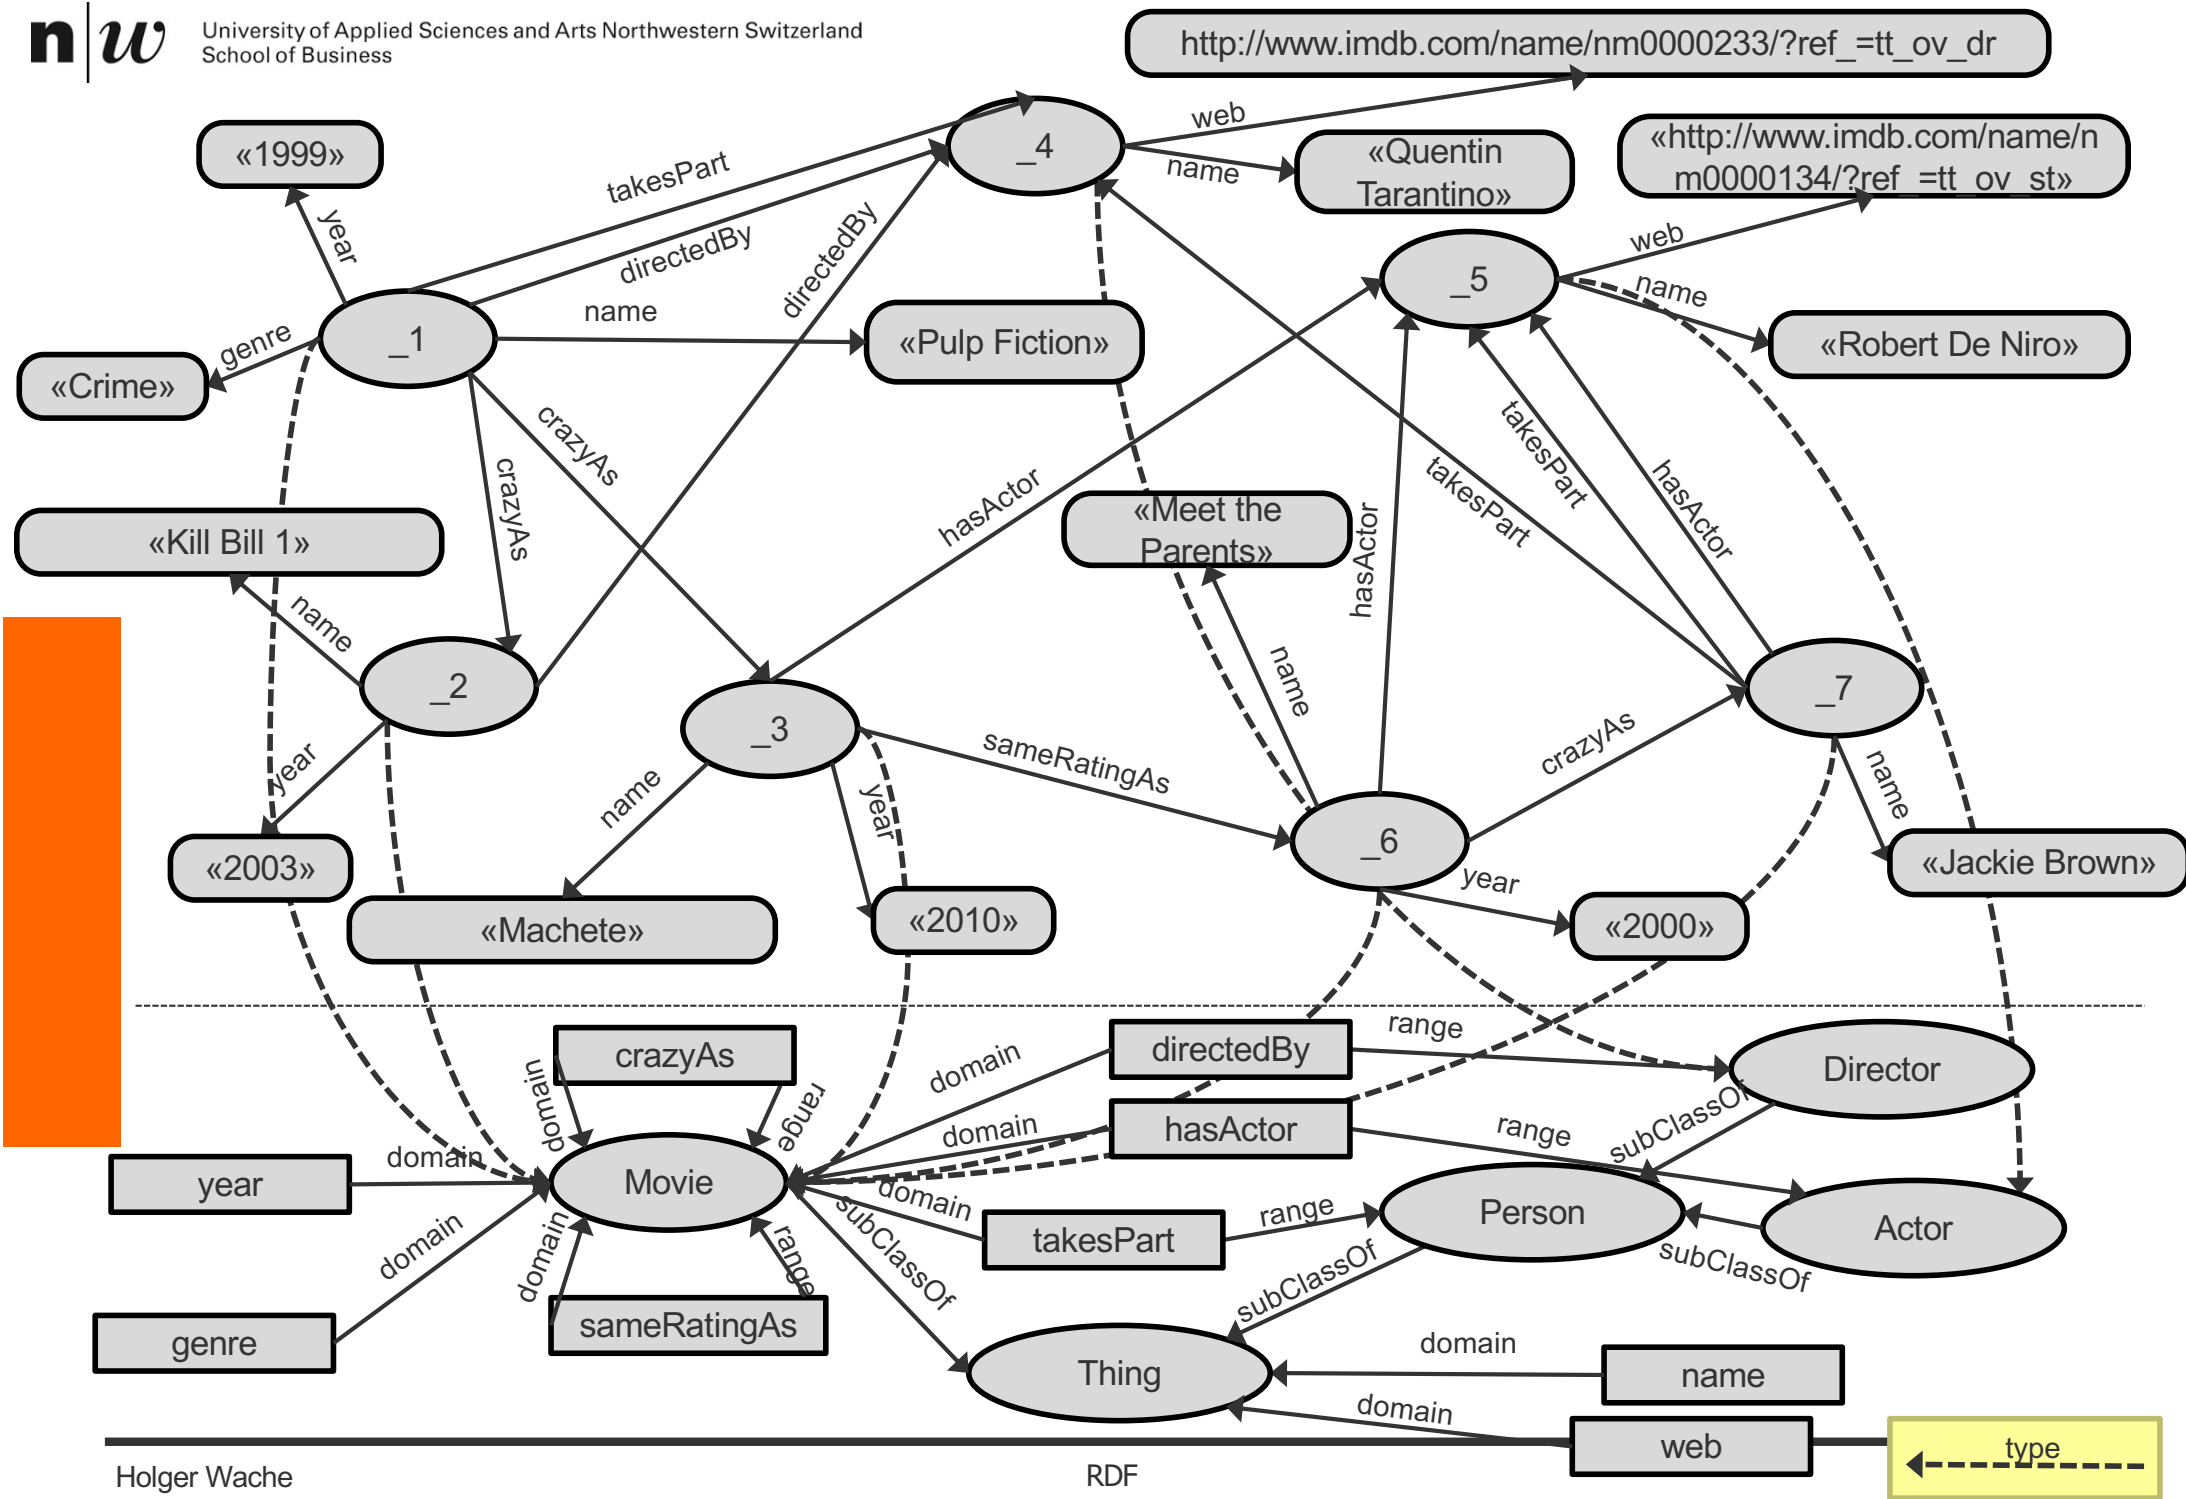 n|w
University of Applied Sciences and Arts Northwestern Switzerland
School of Business
http://www.imdb.com/name/nm0000233/?ref_=tt_ov_dr
«1999»
takesPart
_4
web
name
«Quentin
Tarantino»
«http://www.imdb.com/name/n
m0000134/?ref_=tt_ov_st»
year
directedBy
directedBy
web
_5
name
genre
_1
name
«Pulp Fiction»
«Robert De Niro»
«Crime»
crazyAs
crazyAs
hasActor
takesPart
takesPart
hasActor
«Kill Bill 1»
«Meet the
Parents»
hasActor
name
name
_2
_3
_7
year
name
year
sameRatingAs
crazyAs
name
_6
year
«2003»
«Machete»
«2010»
«2000»
«Jackie Brown»
crazyAs
directedBy
range
Director
domain
range
domain
subClassOf
domain
hasActor
range
year
domain
Movie
domain
subClassOf
takesPart
range
Person
Actor
subClassOf
domain
domain
range
subClassOf
genre
sameRatingAs
Thing
domain
name
domain
web
type
Holger Wache
RDF